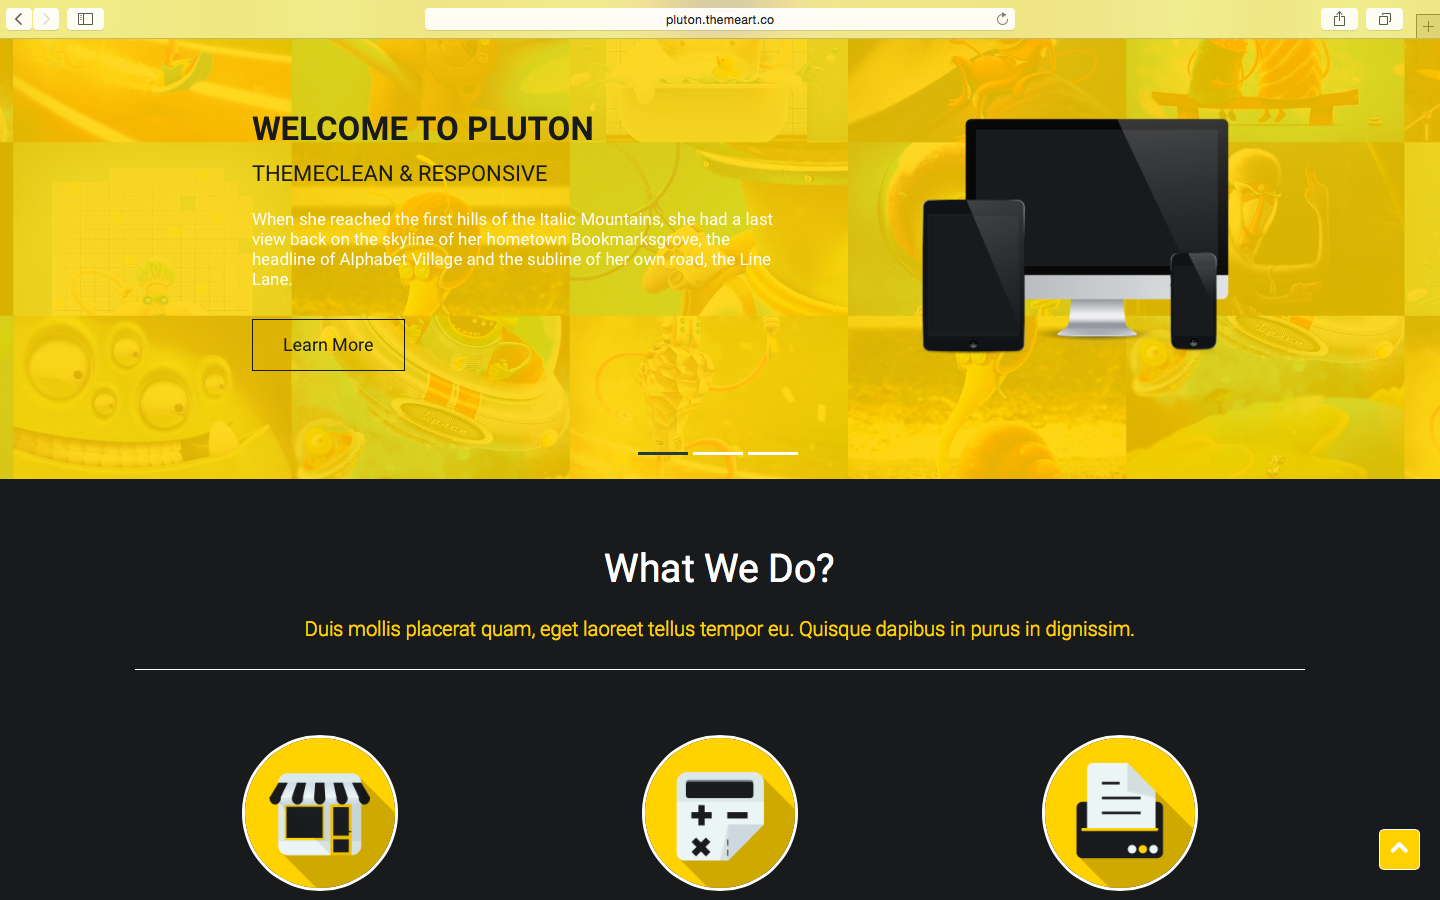 pluton.themeart.co
WELCOME TO PLUTON
THEMECLEAN & RESPONSIVE
When she reached the first hills of the Italic Mountains, she had a last
view back on the skyline of her hometown Bookmarksgrove, the
headline of Alphabet Village and the subline of her own road, the Line
Lane.
Learn More
What We Do?
Duis mollis placerat quam, eget laoreet tellus tempor eu. Quisque dapibus in purus in dignissim.